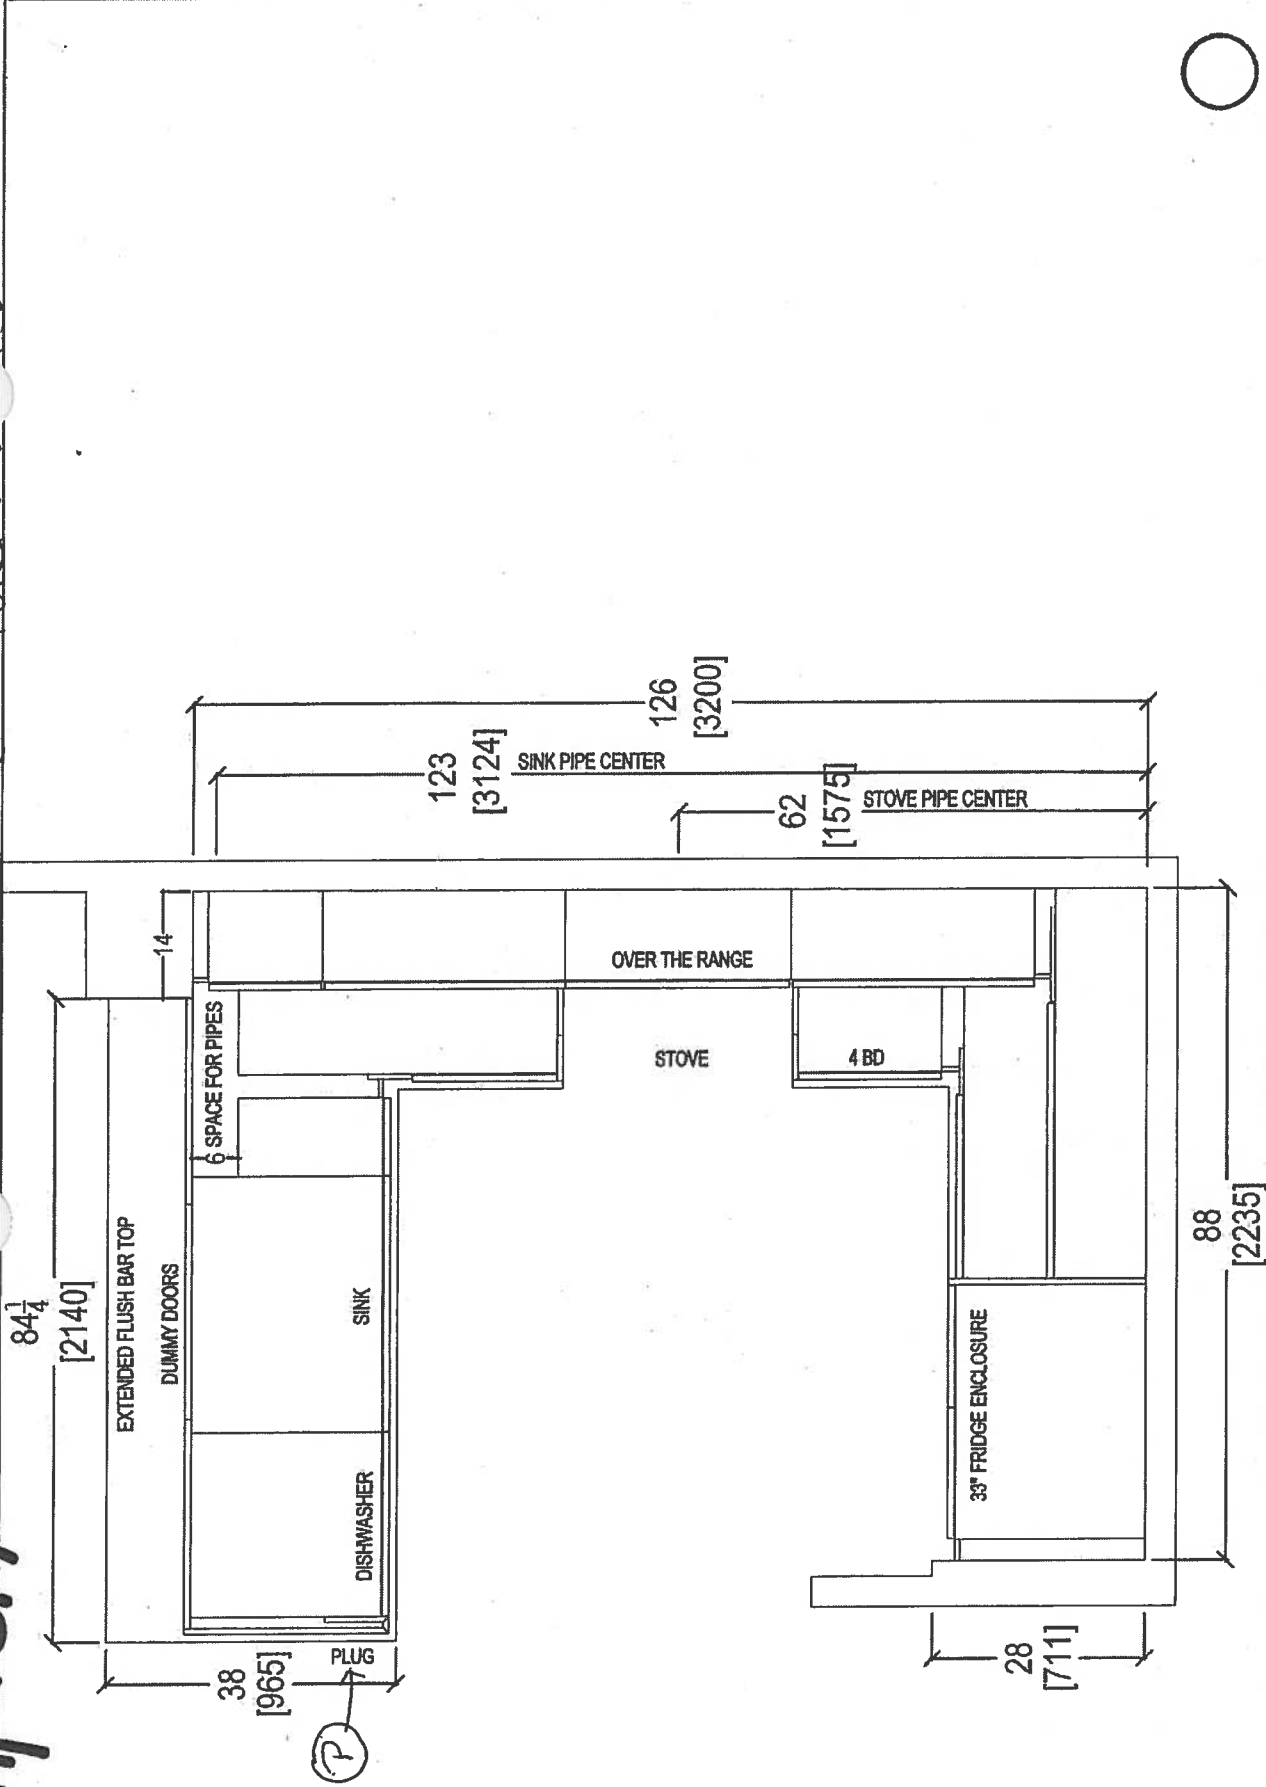 84 1/4
[2140]
EXTENDED FLUSH BAR TOP
DUMMY DOORS
14
6 SPACE FOR PIPES
SINK
DISHWASHER
PLUG
P
38
[965]
OVER THE RANGE
STOVE
4 BD
33" FRIDGE ENCLOSURE
28
[711]
88
[2235]
126
[3200]
123
[3124]
SINK PIPE CENTER
62
[1575]
STOVE PIPE CENTER